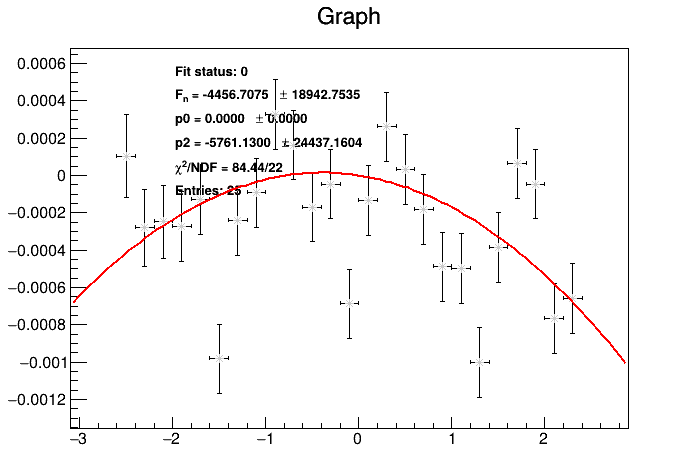 Graph
0.0006
0.0004
0.0002
0
−0.0002
−0.0004
−0.0006
−0.0008
−0.001
−0.0012
Fit status: 0
Fn = -4456.7075 ± 18942.7535
p0 = 0.0000 ± 0.0000
p2 = -5761.1300 ± 24437.1604
χ²/NDF = 84.44/22
Entries: 25
−3 −2 −1 0 1 2